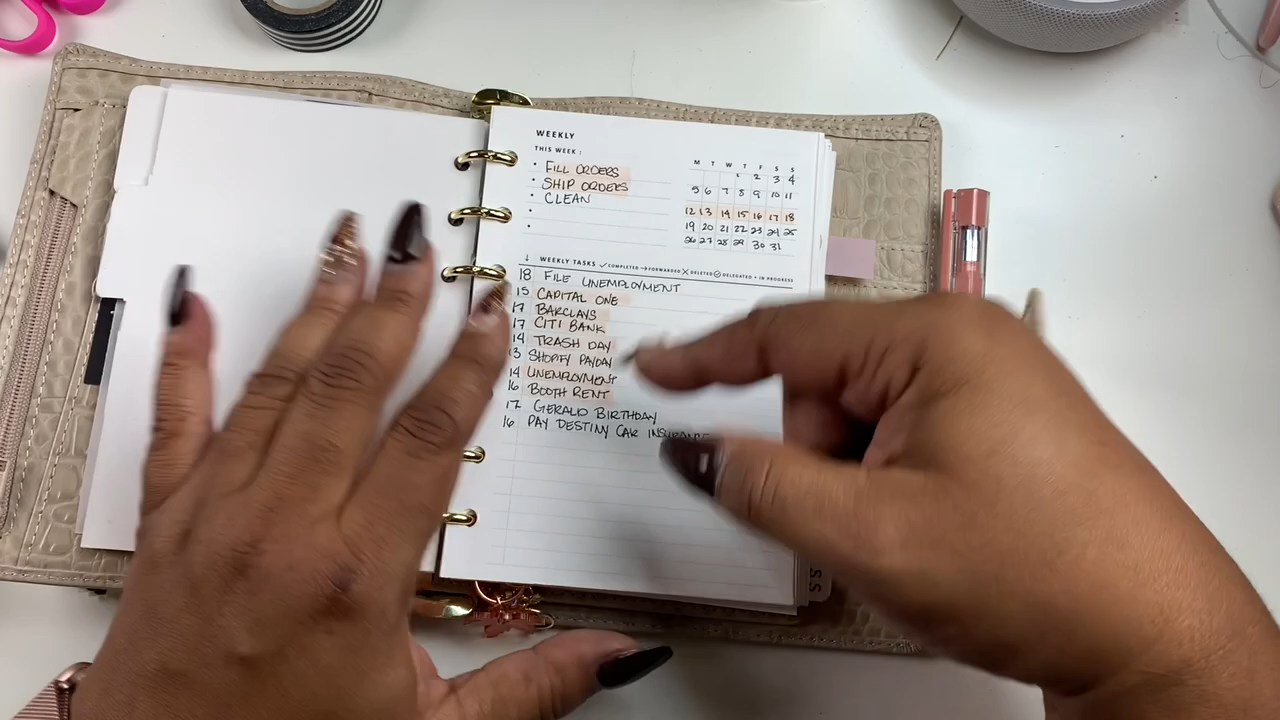 WEEKLY
THIS WEEK:
• FILL ORDERS
• SHIP ORDERS
• CLEAN
M T W T F S S
1 2 3 4
5 6 7 8 9 10 11
12 13 14 15 16 17 18
19 20 21 22 23 24 25
26 27 28 29 30 31
↓ WEEKLY TASKS ✓COMPLETED →FORWARDED ✗DELETED ⊘DELEGATED • IN PROGRESS
18 FILE UNEMPLOYMENT
15 CAPITAL ONE
17 BARCLAYS
17 CITI BANK
14 TRASH DAY
13 SHOPIFY PAYDAY
14 UNEMPLOYMENT
16 BOOTH RENT
17 GERALD BIRTHDAY
16 PAY DESTINY CAR INSURANCE
SS